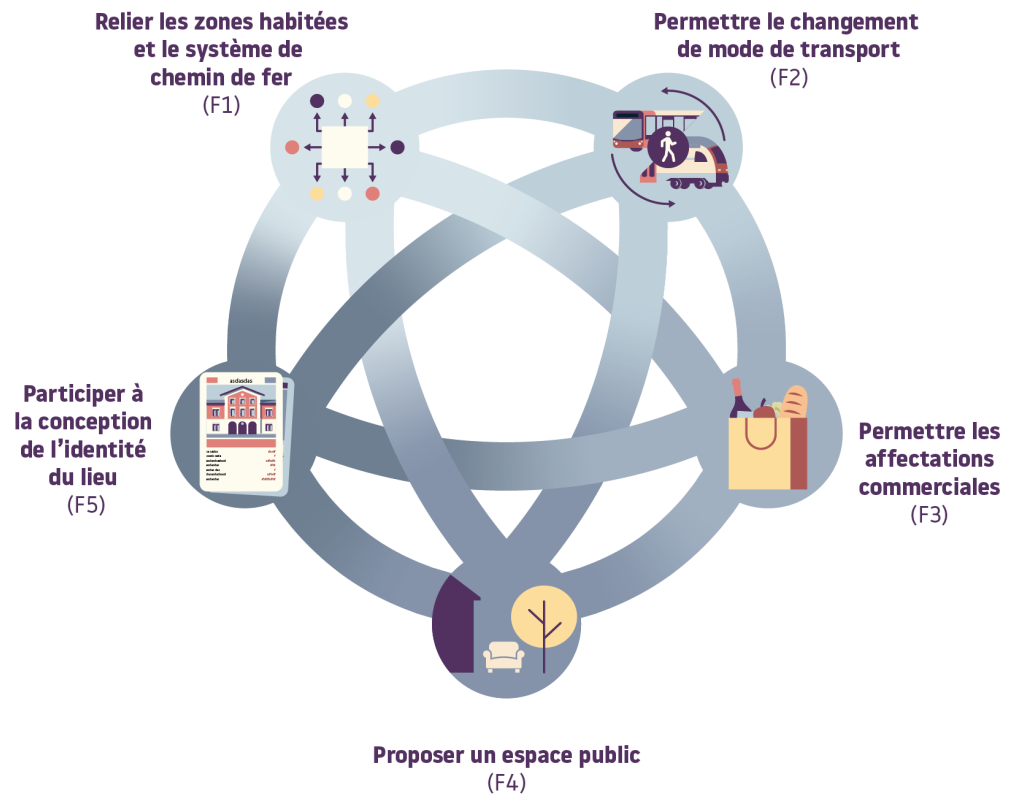 Relier les zones habitées
et le système de
chemin de fer
(F1)
Permettre le changement
de mode de transport
(F2)
Participer à
la conception
de l’identité
du lieu
(F5)
Permettre les
affectations
commerciales
(F3)
Proposer un espace public
(F4)